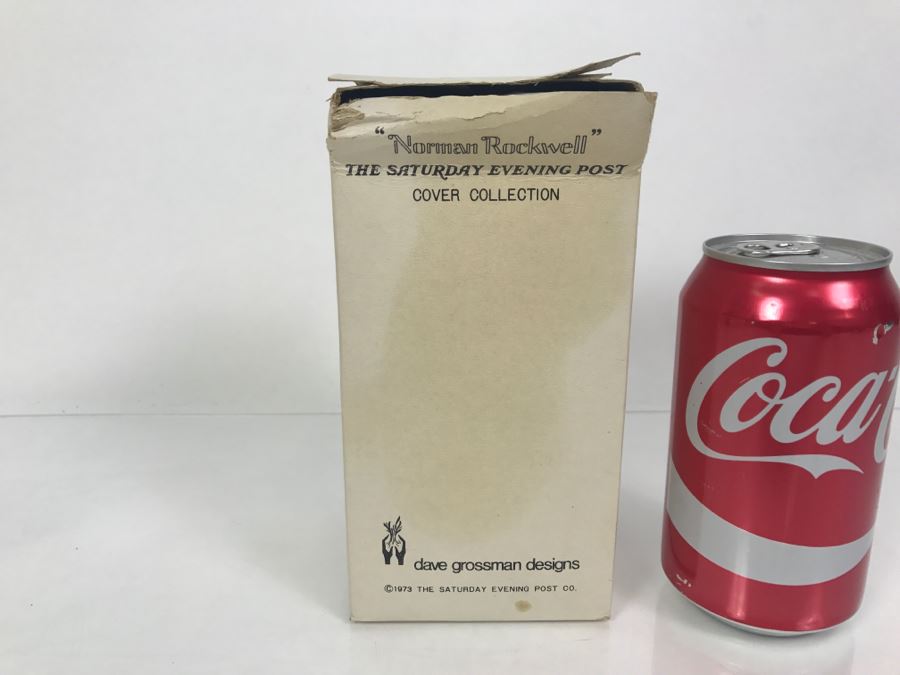 "Norman Rockwell"
THE SATURDAY EVENING POST
COVER COLLECTION
dave grossman designs
©1973 THE SATURDAY EVENING POST CO.
Coca